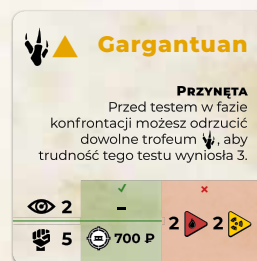 Gargantuan
PRZYNĘTA
Przed testem w fazie
konfrontacji możesz odrzucić
dowolne trofeum , aby
trudność tego testu wyniosła 3.
2 – 2 2
5 700 ₽